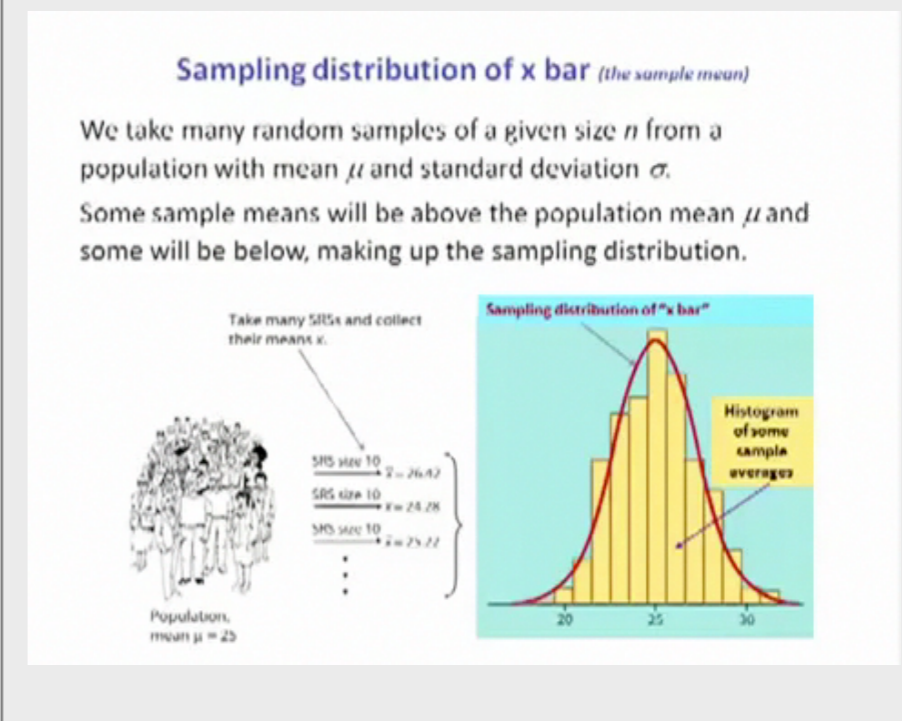 Sampling distribution of x bar (the sample mean)
We take many random samples of a given size n from a
population with mean μ and standard deviation σ.
Some sample means will be above the population mean μ and
some will be below, making up the sampling distribution.
Take many SRSs and collect
their means x.
SRS size 10
x̄ = 26.42
SRS size 10
x̄ = 24.28
SRS size 10
x̄ = 25.22
Population,
mean μ = 25
Sampling distribution of "x bar"
Histogram
of some
sample
averages
20 25 30